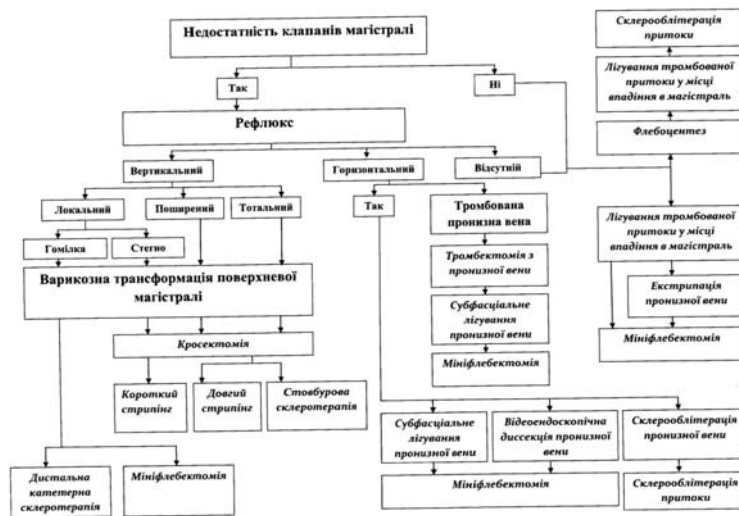 Недостатність клапанів магістралі
Так
Ні
Рефлюкс
Вертикальний
Горизонтальний
Відсутній
Локальний
Поширений
Тотальний
Гомілка
Стегно
Варикозна трансформація поверхневої
магістралі
Кросектомія
Короткий
стрипінг
Довгий
стрипінг
Стовбурова
склеротерапія
Дистальна
катетерна
склеротерапія
Мініфлебектомія
Так
Тромбована
пронизна вена
Тромбектомія з
пронизної вени
Субфасціальне
лігування
пронизної вени
Мініфлебектомія
Субфасціальне
лігування
пронизної вени
Відеоендоскопічна
диссекція пронизної
вени
Склерооблітерація
пронизної вени
Мініфлебектомія
Склерооблітерація
притоки
Склерооблітерація
притоки
Лігування тромбованої
притоки у місці
впадіння в магістраль
Флебоцентез
Лігування тромбованої
притоки у місці
впадіння в магістраль
Екстрипація
пронизної вени
Мініфлебектомія